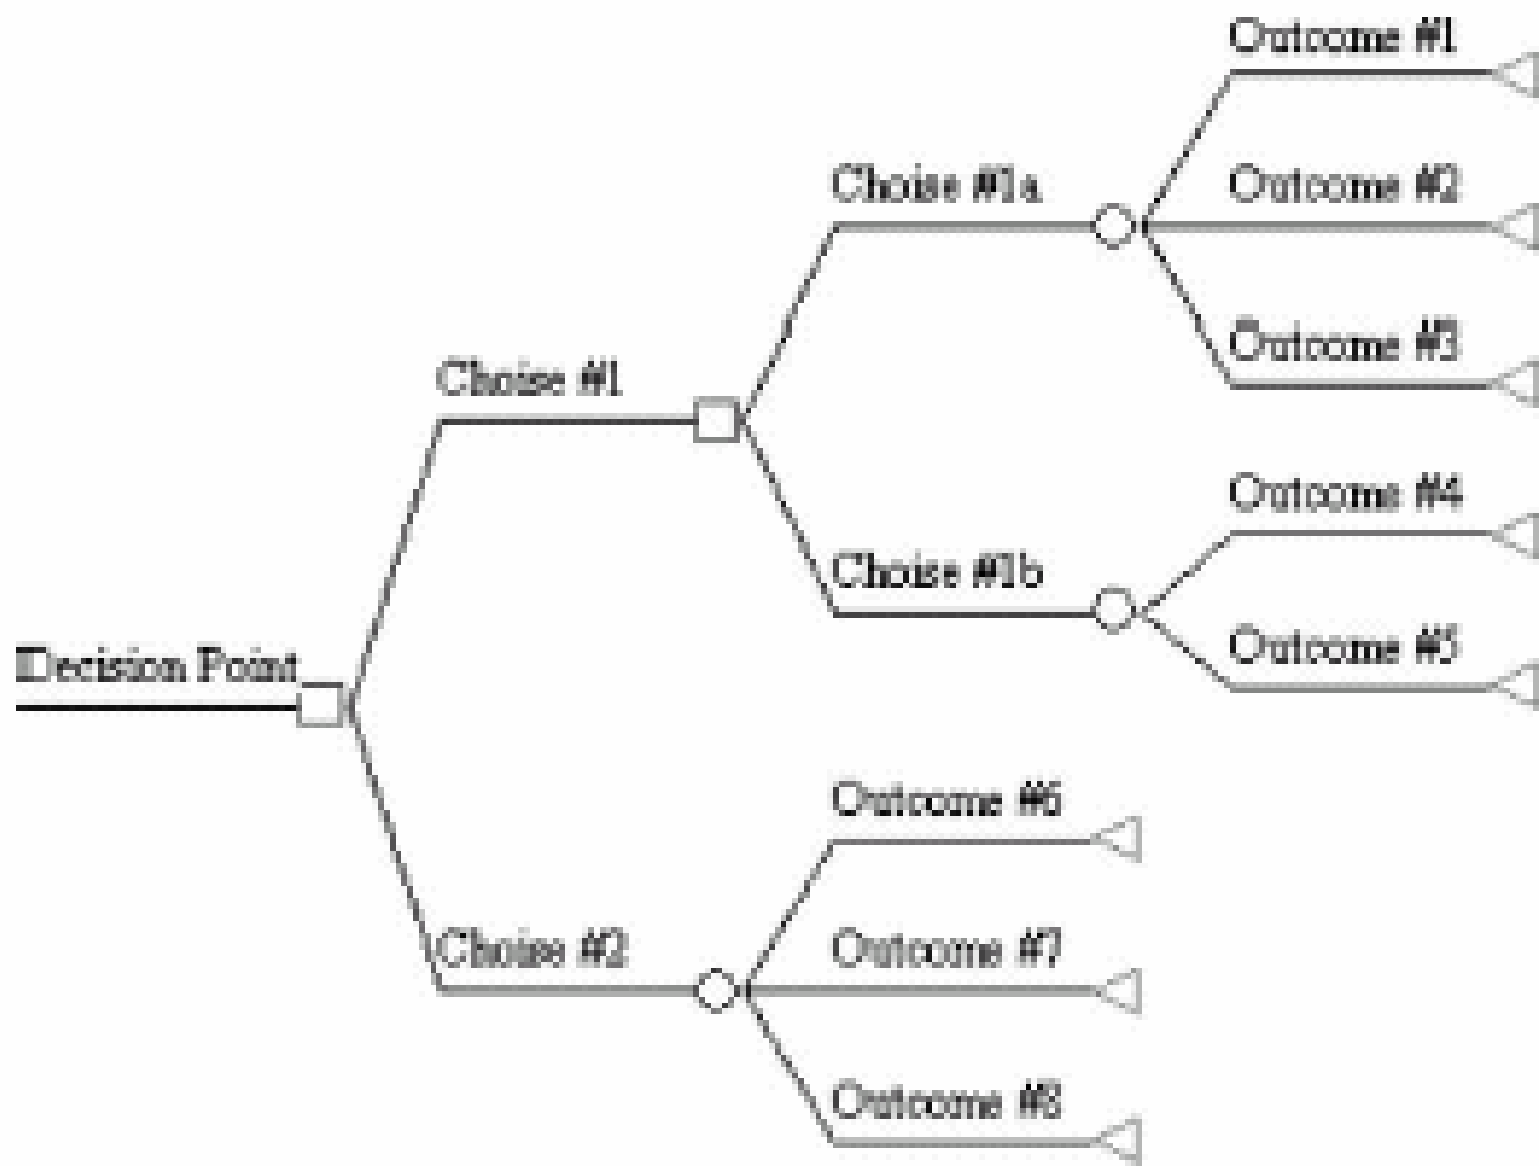 Outcome #1
Choise #1a
Outcome #2
Outcome #3
Choise #1
Outcome #4
Choise #1b
Outcome #5
Decision Point
Outcome #6
Choise #2
Outcome #7
Outcome #8